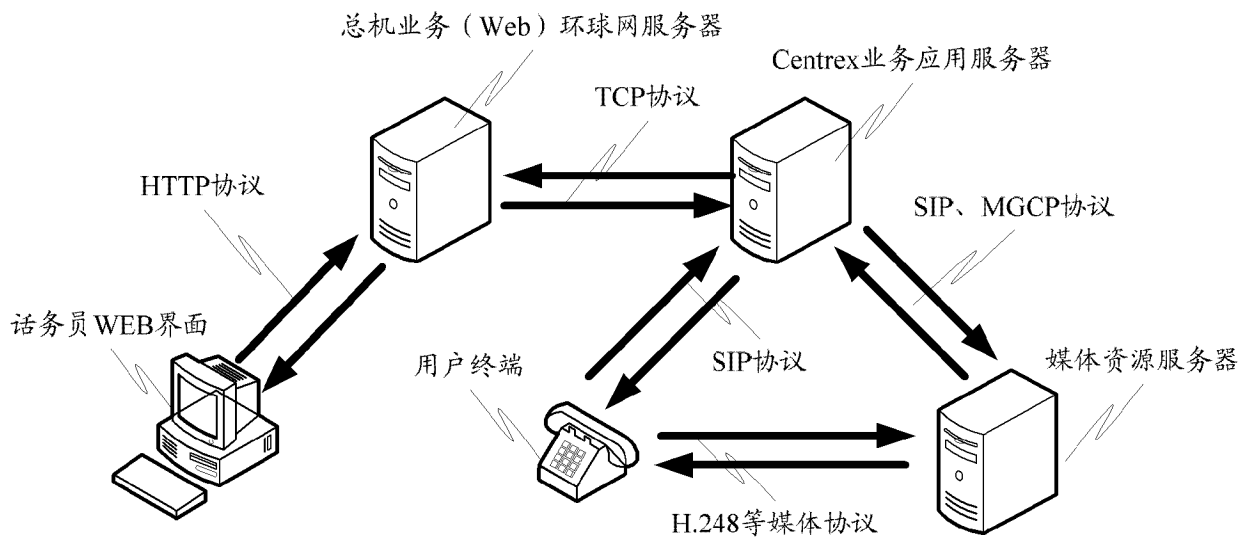 总机业务（Web）环球网服务器
Centrex业务应用服务器
TCP协议
HTTP协议
SIP、MGCP协议
话务员WEB界面
用户终端
SIP协议
媒体资源服务器
H.248等媒体协议